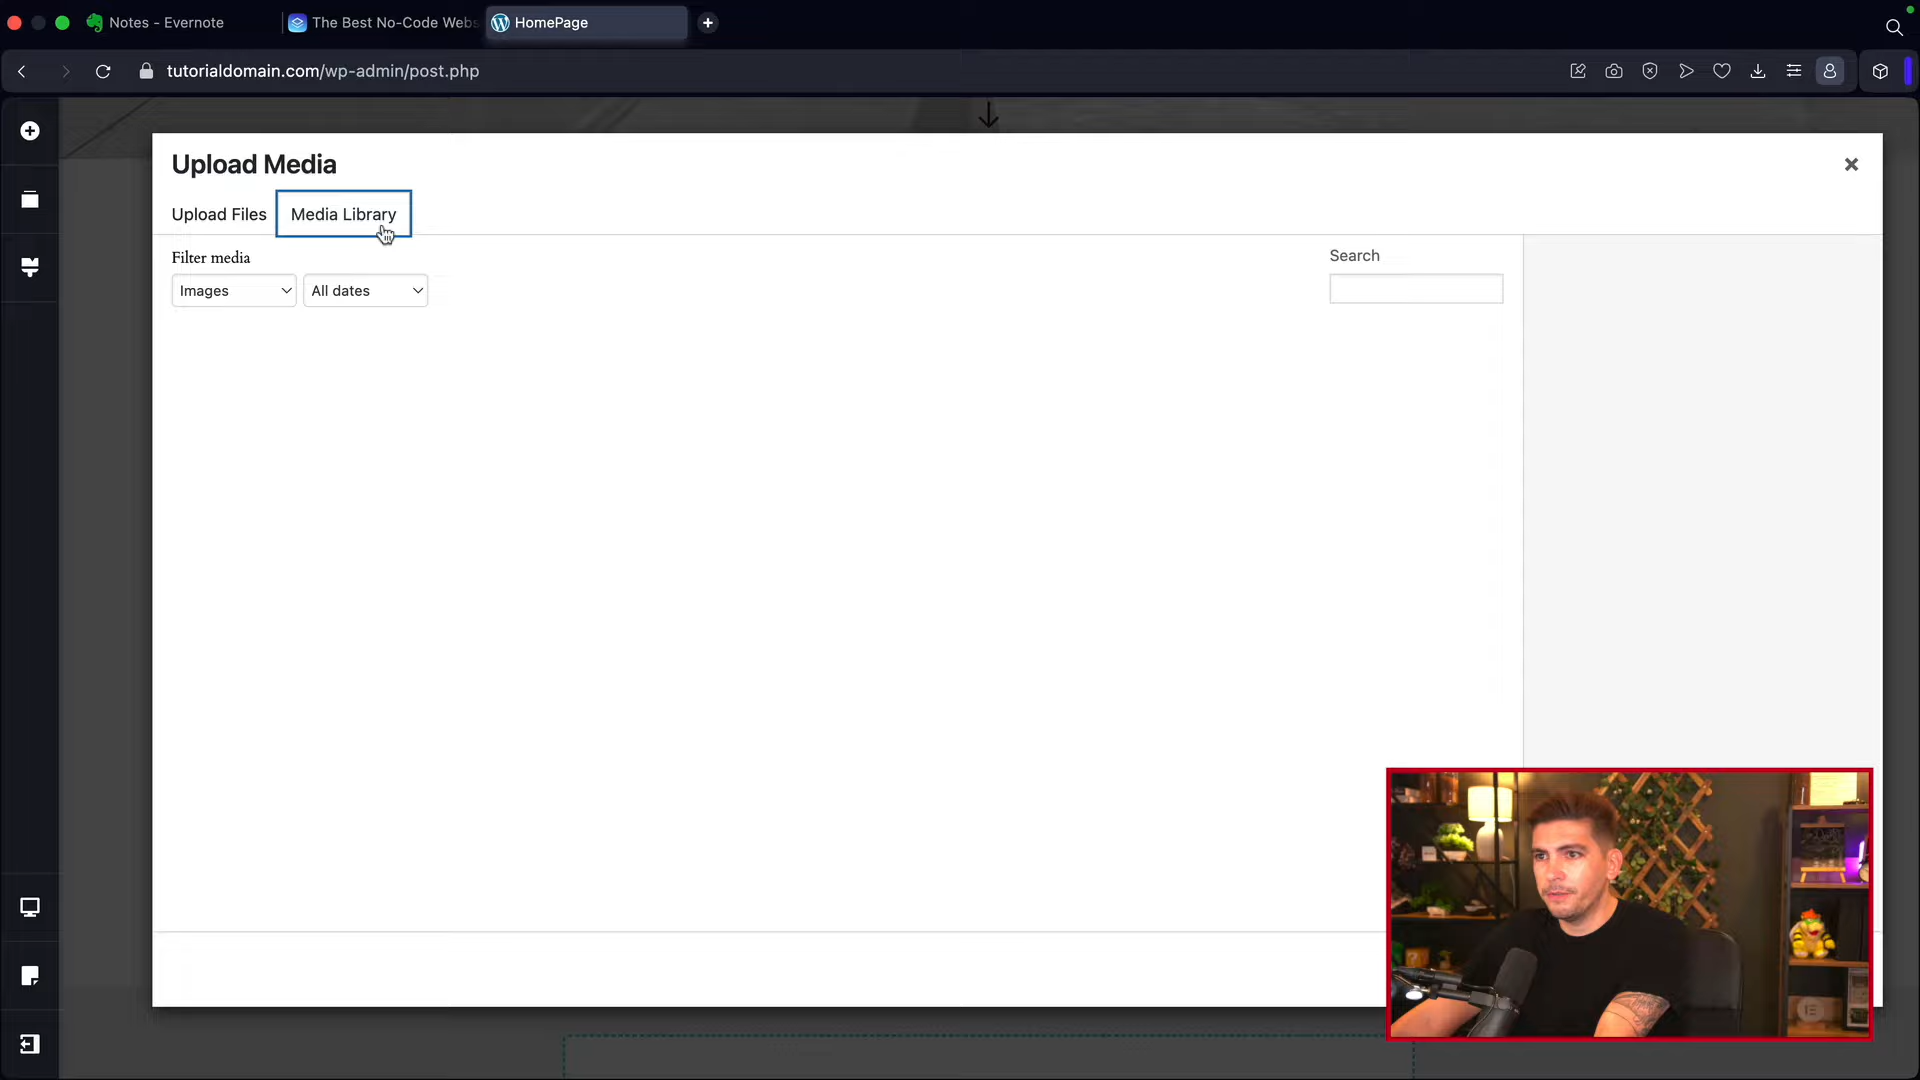 Notes - Evernote
The Best No-Code Webs
HomePage
tutorialdomain.com/wp-admin/post.php
Upload Media
Upload Files
Media Library
Filter media
Search
Images
All dates